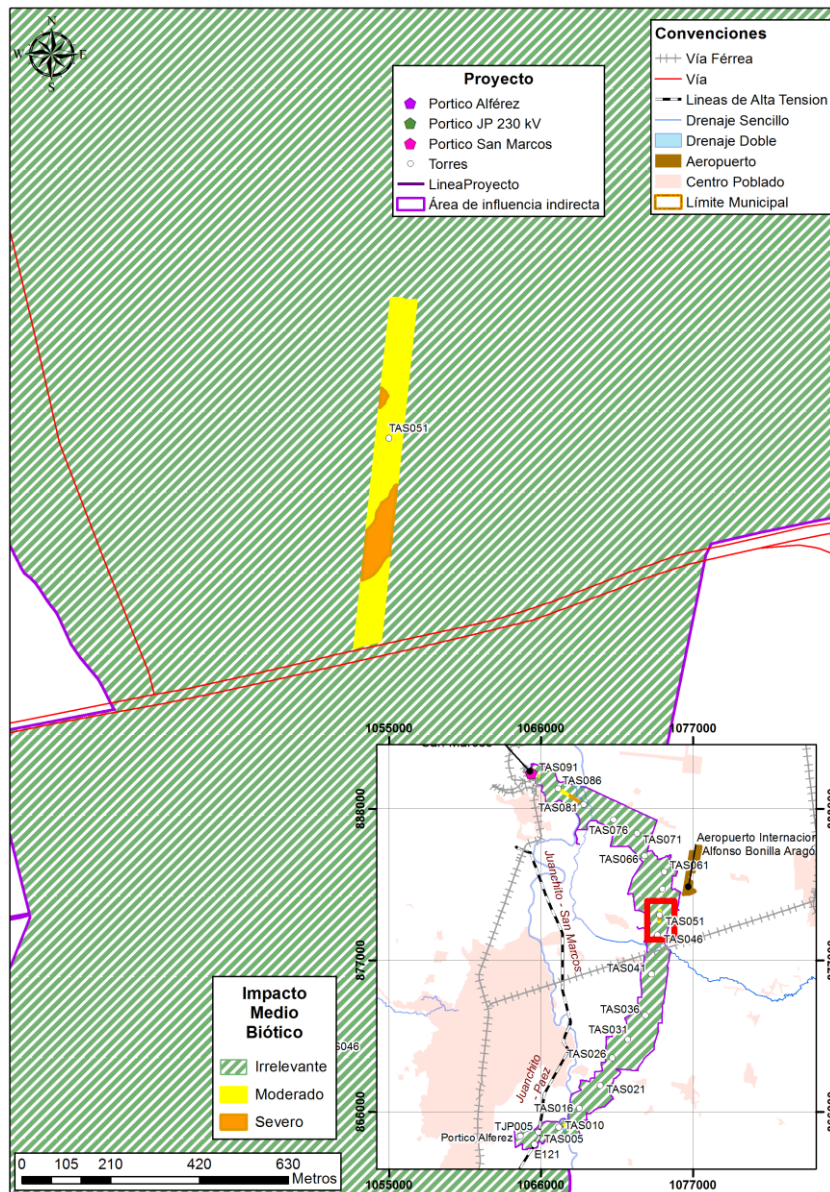 N
W
E
S
Proyecto
Portico Alférez
Portico JP 230 kV
Portico San Marcos
Torres
LineaProyecto
Área de influencia indirecta
Convenciones
Vía Férrea
Vía
Lineas de Alta Tension
Drenaje Sencillo
Drenaje Doble
Aeropuerto
Centro Poblado
Límite Municipal
TAS051
Impacto
Medio
Biótico
Irrelevante
Moderado
Severo
0 105 210 420 630
Metros
1055000 1066000 1077000
888000
877000
866000
TAS091
TAS086
TAS081
TAS076
TAS071
TAS066
TAS061
Aeropuerto Internacion
Alfonso Bonilla Aragó
TAS051
TAS046
TAS041
TAS036
TAS031
TAS026
TAS021
TAS016
TAS010
TJP005
TAS005
Portico Alferez
E121
Juanchito - San Marcos
Juanchito
- Paez
888000
877000
866000
1055000 1066000 1077000